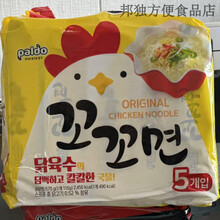 一邦独方便食品店
paldo
ORIGINAL
CHICKEN NOODLE
꼬꼬면
닭육수의
담백하고 칼칼한 국물!
5개입